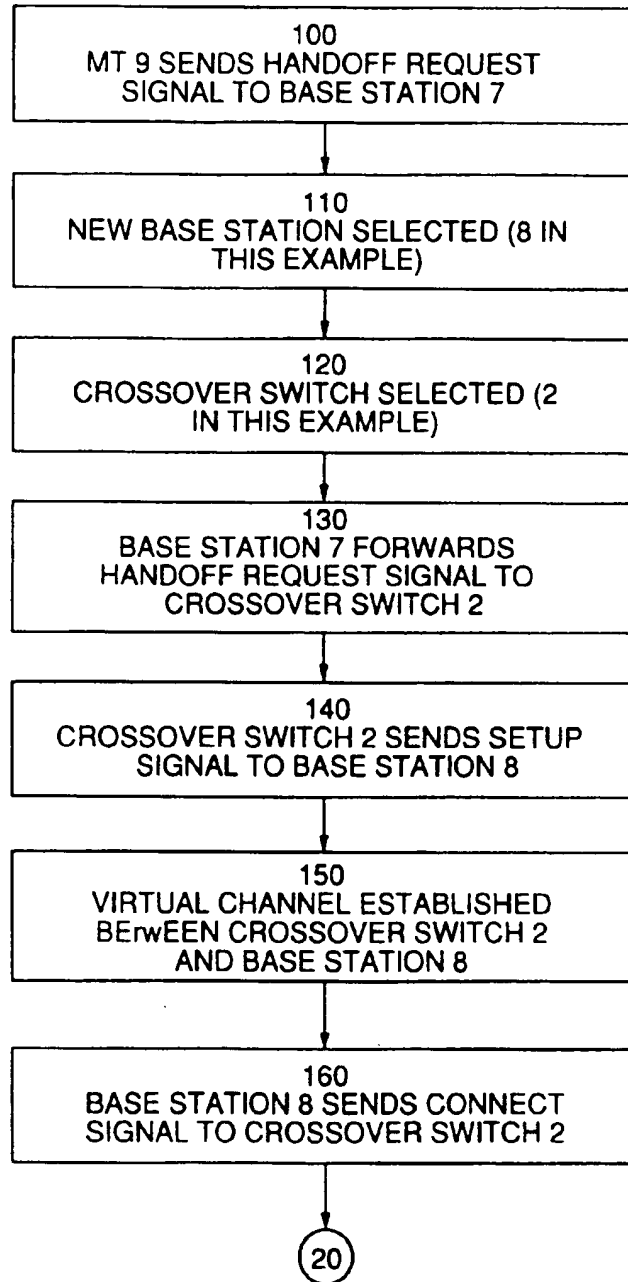 100
MT 9 SENDS HANDOFF REQUEST
SIGNAL TO BASE STATION 7
110
NEW BASE STATION SELECTED (8 IN
THIS EXAMPLE)
120
CROSSOVER SWITCH SELECTED (2
IN THIS EXAMPLE)
130
BASE STATION 7 FORWARDS
HANDOFF REQUEST SIGNAL TO
CROSSOVER SWITCH 2
140
CROSSOVER SWITCH 2 SENDS SETUP
SIGNAL TO BASE STATION 8
150
VIRTUAL CHANNEL ESTABLISHED
BErwEEN CROSSOVER SWITCH 2
AND BASE STATION 8
160
BASE STATION 8 SENDS CONNECT
SIGNAL TO CROSSOVER SWITCH 2
20